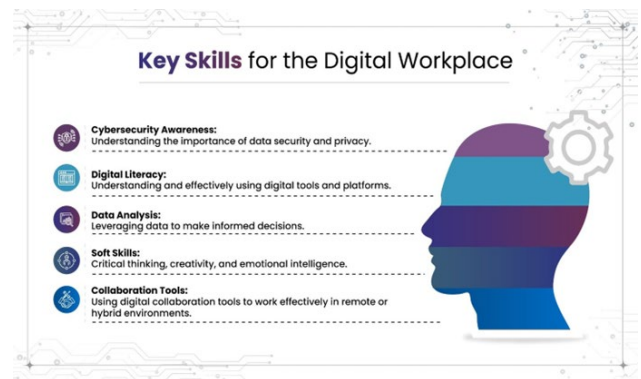 Key Skills for the Digital Workplace
Cybersecurity Awareness:
Understanding the importance of data security and privacy.
Digital Literacy:
Understanding and effectively using digital tools and platforms.
Data Analysis:
Leveraging data to make informed decisions.
Soft Skills:
Critical thinking, creativity, and emotional intelligence.
Collaboration Tools:
Using digital collaboration tools to work effectively in remote or
hybrid environments.